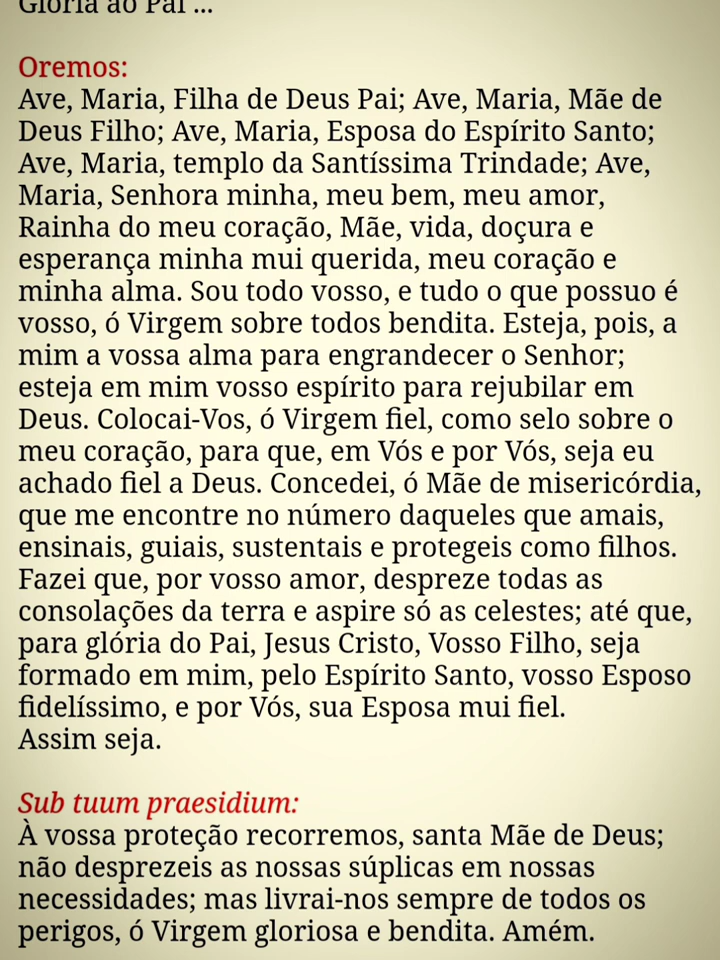 Glória ao Pai ...
Oremos:
Ave, Maria, Filha de Deus Pai; Ave, Maria, Mãe de
Deus Filho; Ave, Maria, Esposa do Espírito Santo;
Ave, Maria, templo da Santíssima Trindade; Ave,
Maria, Senhora minha, meu bem, meu amor,
Rainha do meu coração, Mãe, vida, doçura e
esperança minha mui querida, meu coração e
minha alma. Sou todo vosso, e tudo o que possuo é
vosso, ó Virgem sobre todos bendita. Esteja, pois, a
mim a vossa alma para engrandecer o Senhor;
esteja em mim vosso espírito para rejubilar em
Deus. Colocai-Vos, ó Virgem fiel, como selo sobre o
meu coração, para que, em Vós e por Vós, seja eu
achado fiel a Deus. Concedei, ó Mãe de misericórdia,
que me encontre no número daqueles que amais,
ensinais, guiais, sustentais e protegeis como filhos.
Fazei que, por vosso amor, despreze todas as
consolações da terra e aspire só as celestes; até que,
para glória do Pai, Jesus Cristo, Vosso Filho, seja
formado em mim, pelo Espírito Santo, vosso Esposo
fidelíssimo, e por Vós, sua Esposa mui fiel.
Assim seja.
Sub tuum praesidium:
À vossa proteção recorremos, santa Mãe de Deus;
não desprezeis as nossas súplicas em nossas
necessidades; mas livrai-nos sempre de todos os
perigos, ó Virgem gloriosa e bendita. Amém.